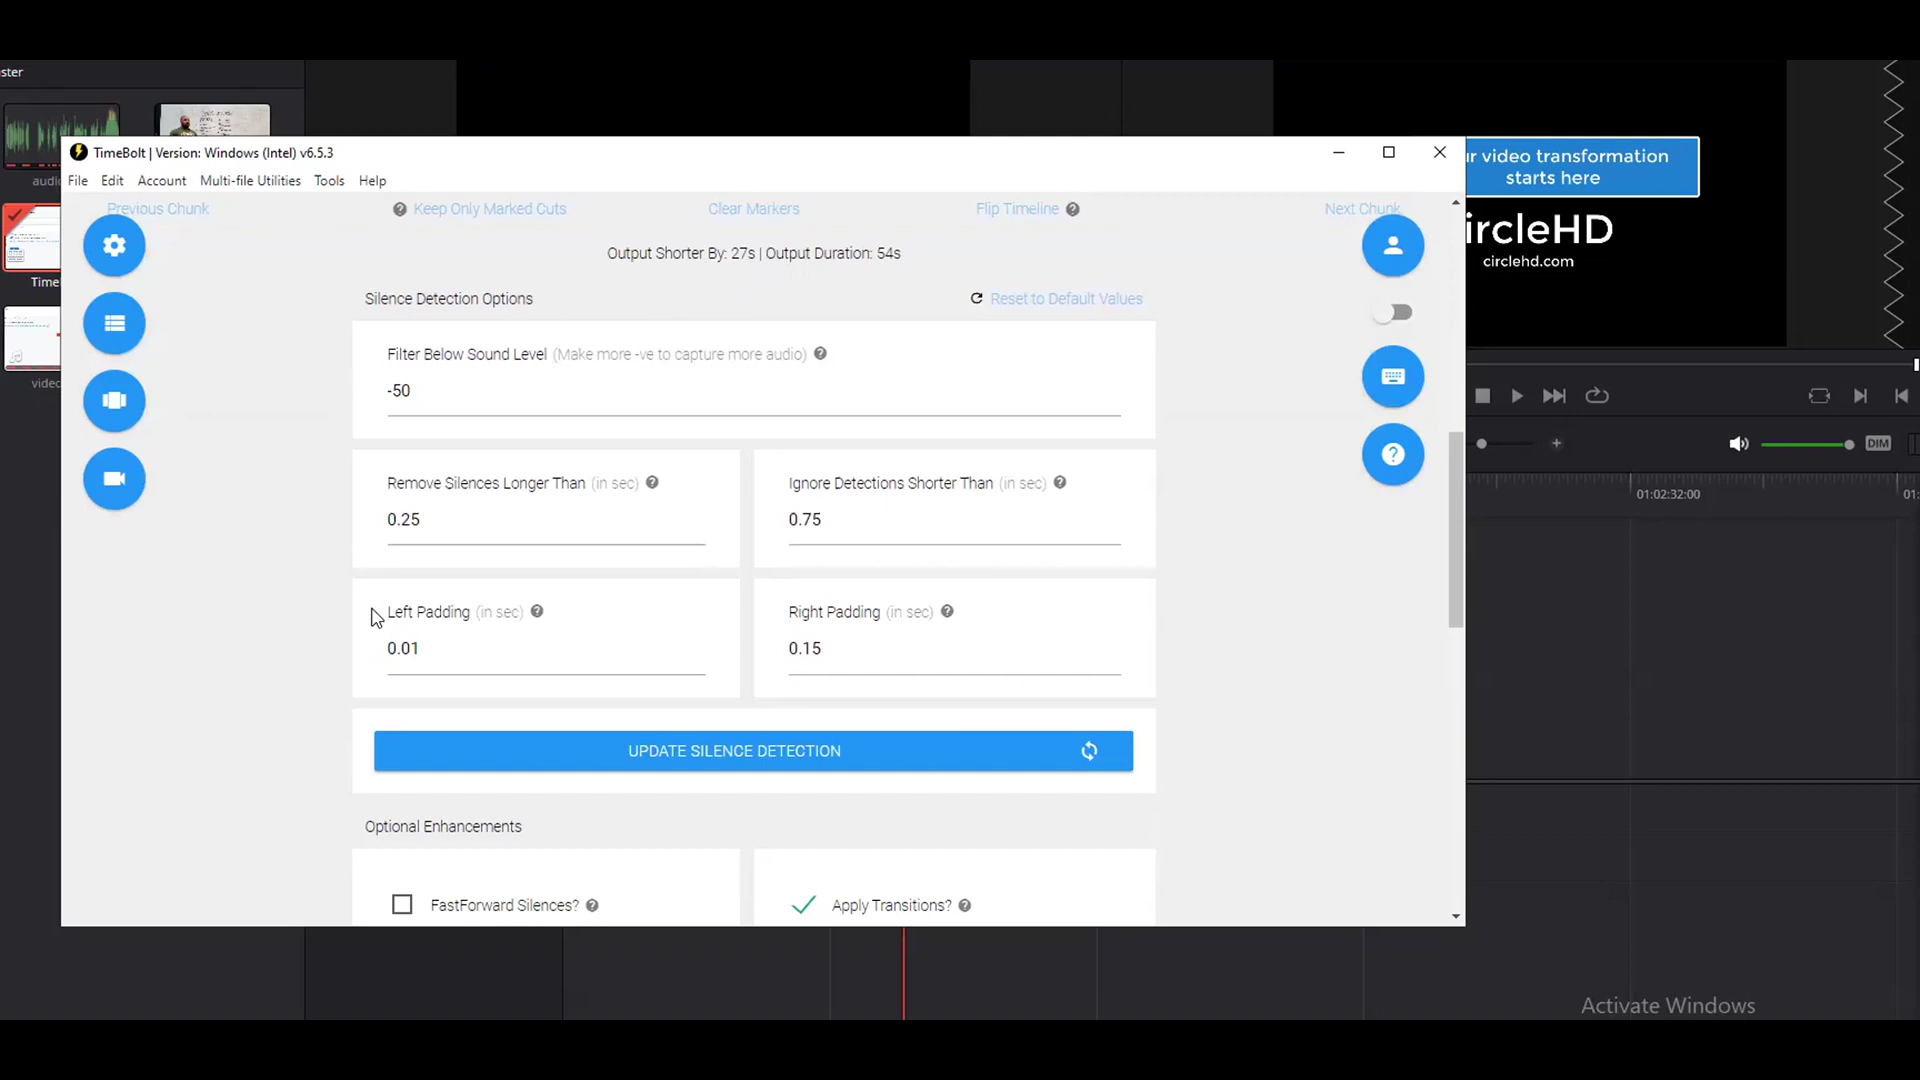 ster
audio
Time
video
TimeBolt | Version: Windows (Intel) v6.5.3
File Edit Account Multi-file Utilities Tools Help
Previous Chunk Keep Only Marked Cuts Clear Markers Flip Timeline Next Chunk
Output Shorter By: 27s | Output Duration: 54s
Silence Detection Options Reset to Default Values
Filter Below Sound Level (Make more -ve to capture more audio)
-50
Remove Silences Longer Than (in sec)
0.25
Ignore Detections Shorter Than (in sec)
0.75
Left Padding (in sec)
0.01
Right Padding (in sec)
0.15
UPDATE SILENCE DETECTION
Optional Enhancements
FastForward Silences?
Apply Transitions?
r video transformation
starts here
ircleHD
circlehd.com
DIM
01:02:32:00
01:
Activate Windows